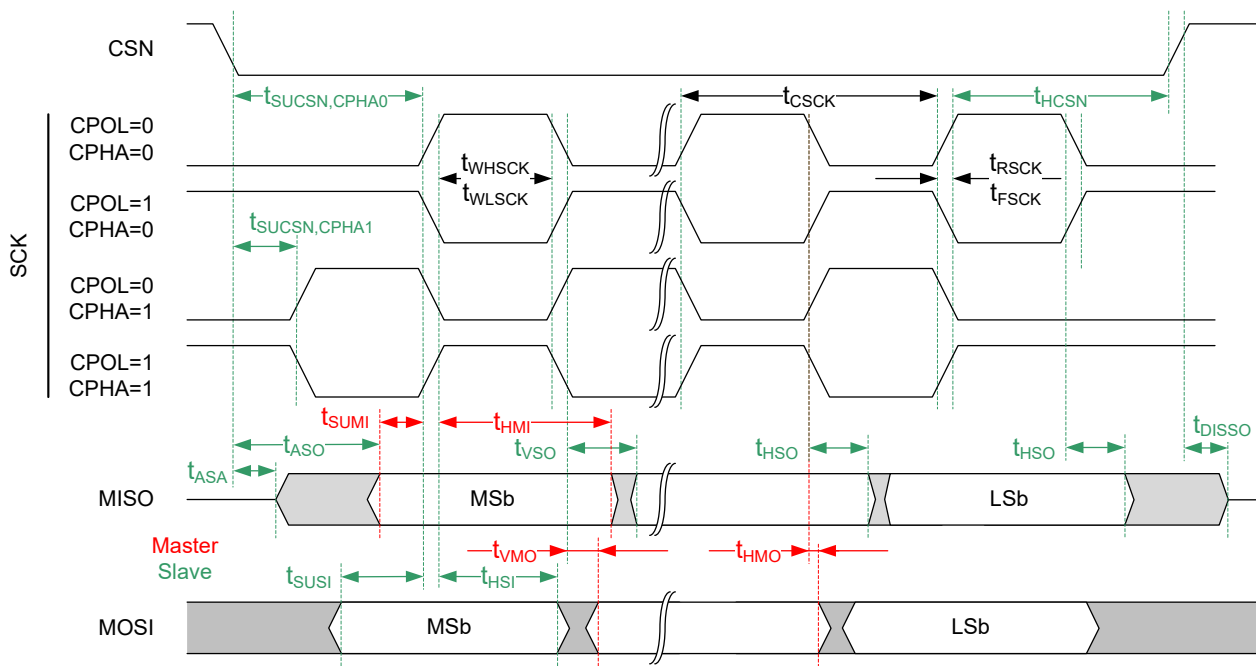 CSN
tSUCSN,CPHA0
tCSCK
tHCSN
SCK
CPOL=0
CPHA=0
tWHSCK
tWLSCK
tRSCK
tFSCK
CPOL=1
CPHA=0
tSUCSN,CPHA1
CPOL=0
CPHA=1
CPOL=1
CPHA=1
tSUMI
tHMI
tASO
tVSO
tHSO
tHSO
tDISSO
tASA
MISO
MSb
LSb
Master
Slave
tVMO
tHMO
tSUSI
tHSI
MOSI
MSb
LSb